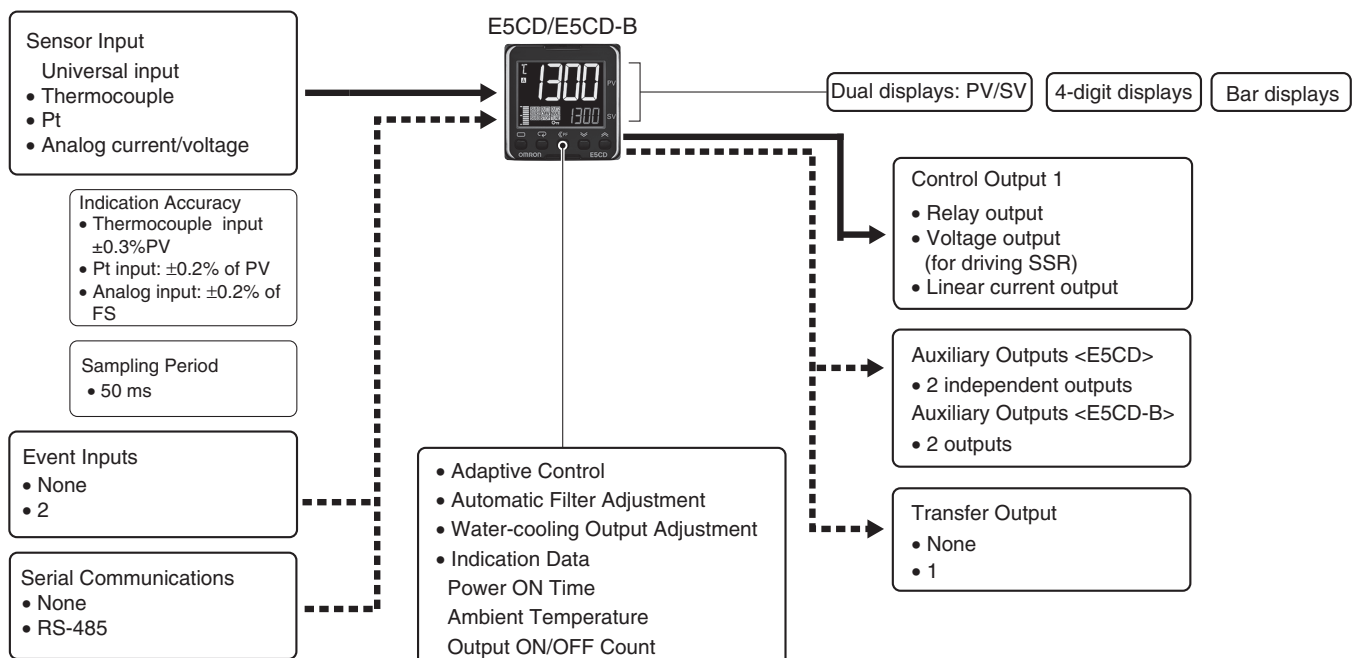 E5CD/E5CD-B
Sensor Input
Universal input
• Thermocouple
• Pt
• Analog current/voltage
Indication Accuracy
• Thermocouple input
±0.3%PV
• Pt input: ±0.2% of PV
• Analog input: ±0.2% of
FS
Sampling Period
• 50 ms
Event Inputs
• None
• 2
Serial Communications
• None
• RS-485
1300
PV
1300
SV
OMRON
E5CD
Dual displays: PV/SV
4-digit displays
Bar displays
• Adaptive Control
• Automatic Filter Adjustment
• Water-cooling Output Adjustment
• Indication Data
Power ON Time
Ambient Temperature
Output ON/OFF Count
Control Output 1
• Relay output
• Voltage output
(for driving SSR)
• Linear current output
Auxiliary Outputs <E5CD>
• 2 independent outputs
Auxiliary Outputs <E5CD-B>
• 2 outputs
Transfer Output
• None
• 1